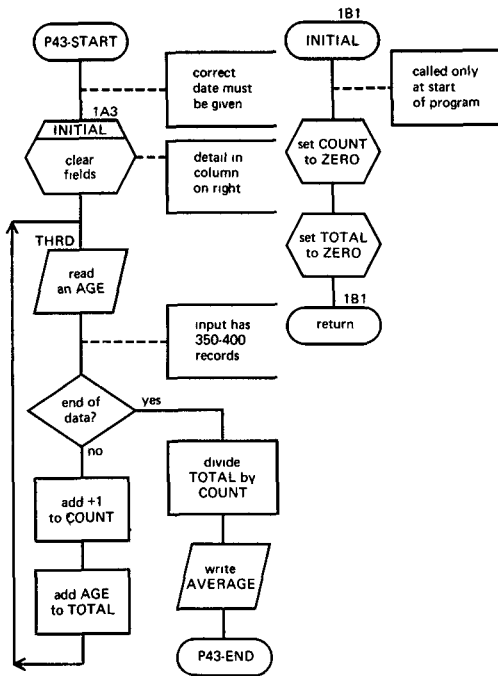 P43-START
correct
date must
be given
1A3
INITIAL
clear
fields
detail in
column
on right
THRD
read
an AGE
input has
350-400
records
end of
data?
yes
no
divide
TOTAL by
COUNT
add +1
to COUNT
write
AVERAGE
add AGE
to TOTAL
P43-END
1B1
INITIAL
called only
at start
of program
set COUNT
to ZERO
set TOTAL
to ZERO
1B1
return